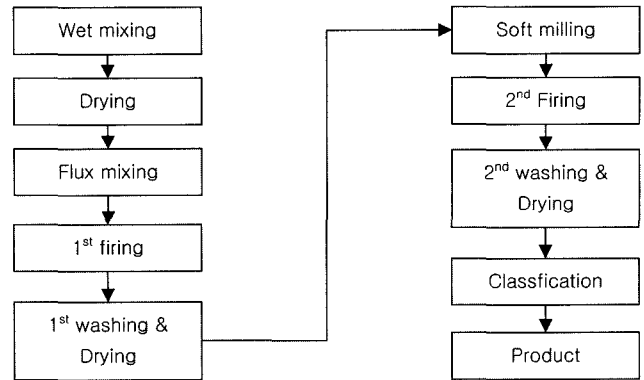 Wet mixing
Drying
Flux mixing
1st firing
1st washing &
Drying
Soft milling
2nd Firing
2nd washing &
Drying
Classfication
Product